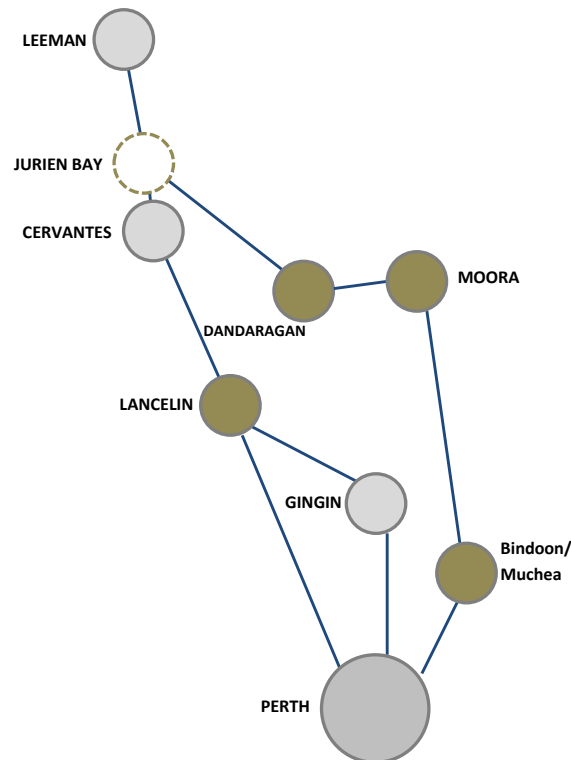 LEEMAN
JURIEN BAY
CERVANTES
MOORA
DANDARAGAN
LANCELIN
GINGIN
Bindoon/
Muchea
PERTH